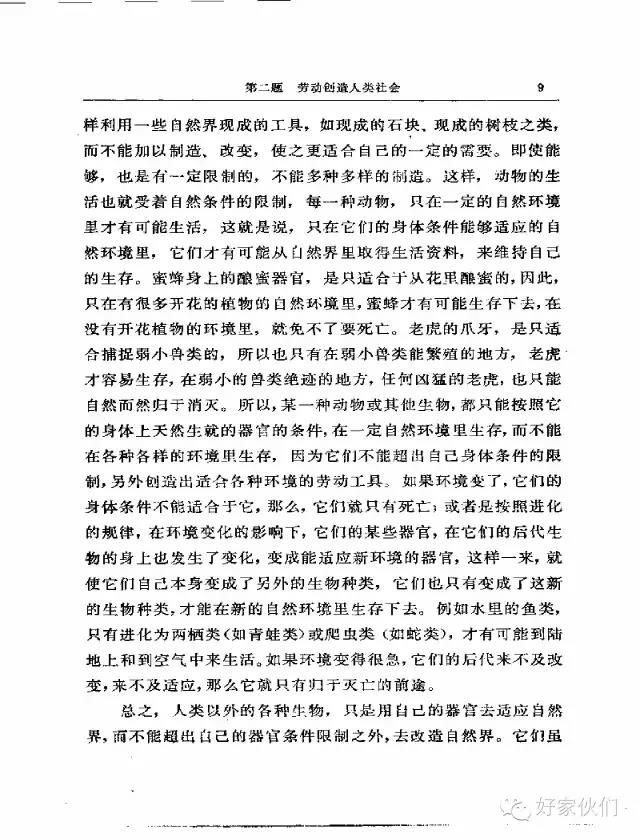 第二题 劳动创造人类社会 9
样利用一些自然界现成的工具，如现成的石块、现成的树枝之类，
而不能加以制造、改变，使之更适合自己的一定的需要。即使能
够，也是有一定限制的，不能多种多样的制造。这样，动物的生
活也就受着自然条件的限制，每一种动物，只在一定的自然环境
里才有可能生活，这就是说，只在它们的身体条件能够适应的自
然环境里，它们才有可能从自然界里取得生活资料，来维持自己
的生存。蜜蜂身上的酿蜜器官，是只适合于从花里酿蜜的，因此，
只在有很多开花的植物的自然环境里，蜜蜂才有可能生存下去，在
没有开花植物的环境里，就免不了要死亡。老虎的爪牙，是只适
合捕捉弱小兽类的，所以也只有在弱小兽类能繁殖的地方，老虎
才容易生存，在弱小的兽类绝迹的地方，任何凶猛的老虎，也只能
自然而然归于消灭。所以，某一种动物或其他生物，都只能按照它
的身体上天然生就的器官的条件，在一定自然环境里生存，而不能
在各种各样的环境里生存，因为它们不能超出自己身体条件的限
制，另外创造出适合各种环境的劳动工具。如果环境变了，它们的
身体条件不能适合于它，那么，它们就只有死亡；或者是按照进化
的规律，在环境变化的影响下，它们的某些器官，在它们的后代生
物的身上也发生了变化，变成能适应新环境的器官，这样一来，就
使它们自己本身变成了另外的生物种类，它们也只有变成了这新
的生物种类，才能在新的自然环境里生存下去。例如水里的鱼类，
只有进化为两栖类（如青蛙类）或爬虫类（如蛇类），才有可能到陆
地上和到空气中来生活。如果环境变得很急，它们的后代来不及改
变，来不及适应，那么它就只有归于灭亡的前途。
总之，人类以外的各种生物，只是用自己的器官去适应自然
界，而不能超出自己的器官条件限制之外，去改造自然界。它们虽
好家伙们